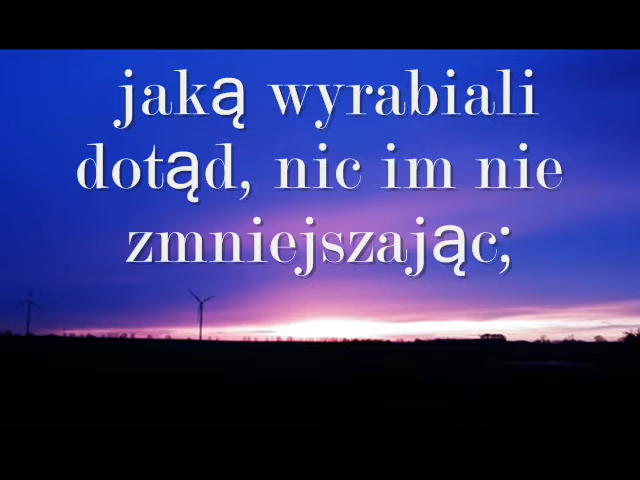 jaką wyrabiali
dotąd, nic im nie
zmniejszając;